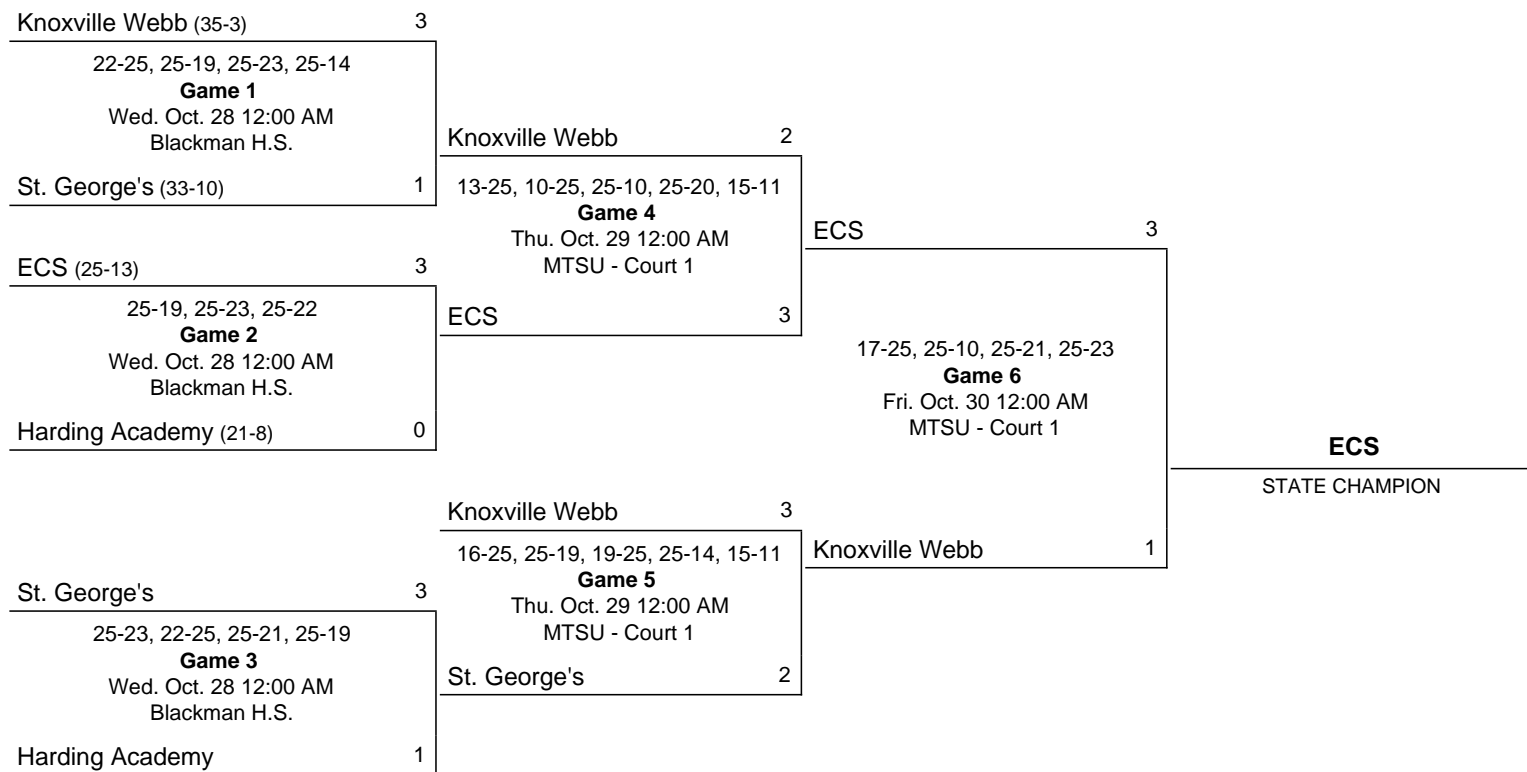 Knoxville Webb (35-3) 3
22-25, 25-19, 25-23, 25-14
Game 1
Wed. Oct. 28 12:00 AM
Blackman H.S.
St. George's (33-10) 1
ECS (25-13) 3
25-19, 25-23, 25-22
Game 2
Wed. Oct. 28 12:00 AM
Blackman H.S.
Harding Academy (21-8) 0
St. George's 3
25-23, 22-25, 25-21, 25-19
Game 3
Wed. Oct. 28 12:00 AM
Blackman H.S.
Harding Academy 1
Knoxville Webb 2
13-25, 10-25, 25-10, 25-20, 15-11
Game 4
Thu. Oct. 29 12:00 AM
MTSU - Court 1
ECS 3
Knoxville Webb 3
16-25, 25-19, 19-25, 25-14, 15-11
Game 5
Thu. Oct. 29 12:00 AM
MTSU - Court 1
St. George's 2
ECS 3
17-25, 25-10, 25-21, 25-23
Game 6
Fri. Oct. 30 12:00 AM
MTSU - Court 1
Knoxville Webb 1
ECS
STATE CHAMPION